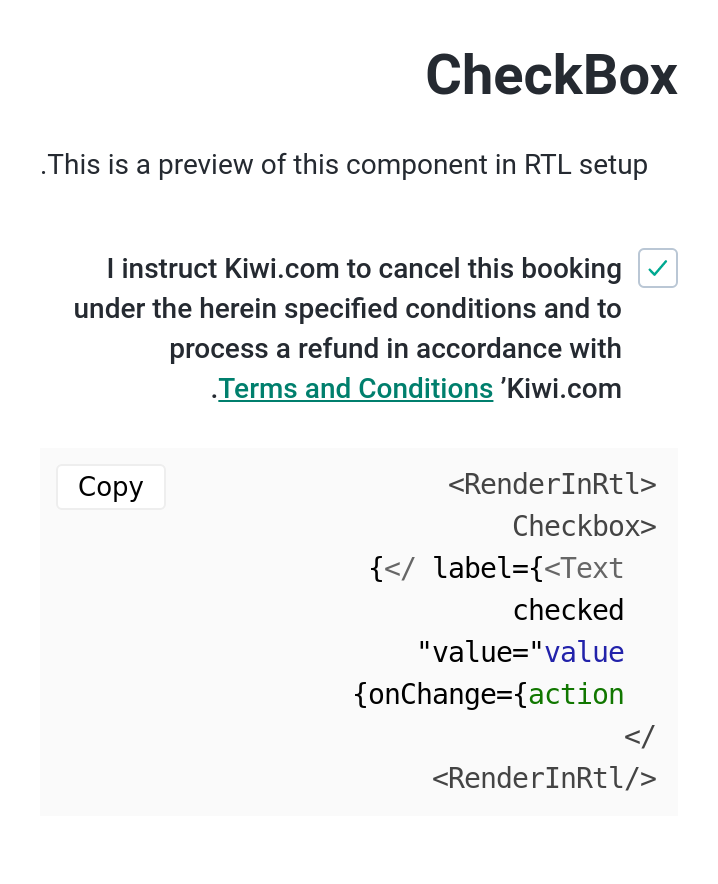 CheckBox
.This is a preview of this component in RTL setup
I instruct Kiwi.com to cancel this booking
under the herein specified conditions and to
process a refund in accordance with
.Terms and Conditions ’Kiwi.com
Copy
<RenderInRtl>
Checkbox>
{</ label={<Text
checked
"value="value
{onChange={action
</
<RenderInRtl/>